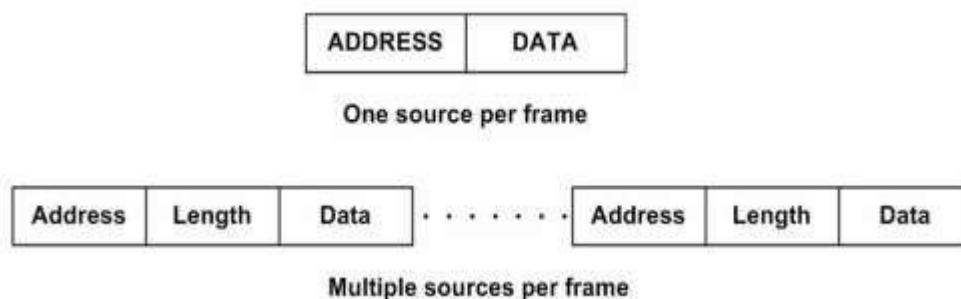 ADDRESS DATA
One source per frame
Address Length Data . . . . . . . Address Length Data
Multiple sources per frame